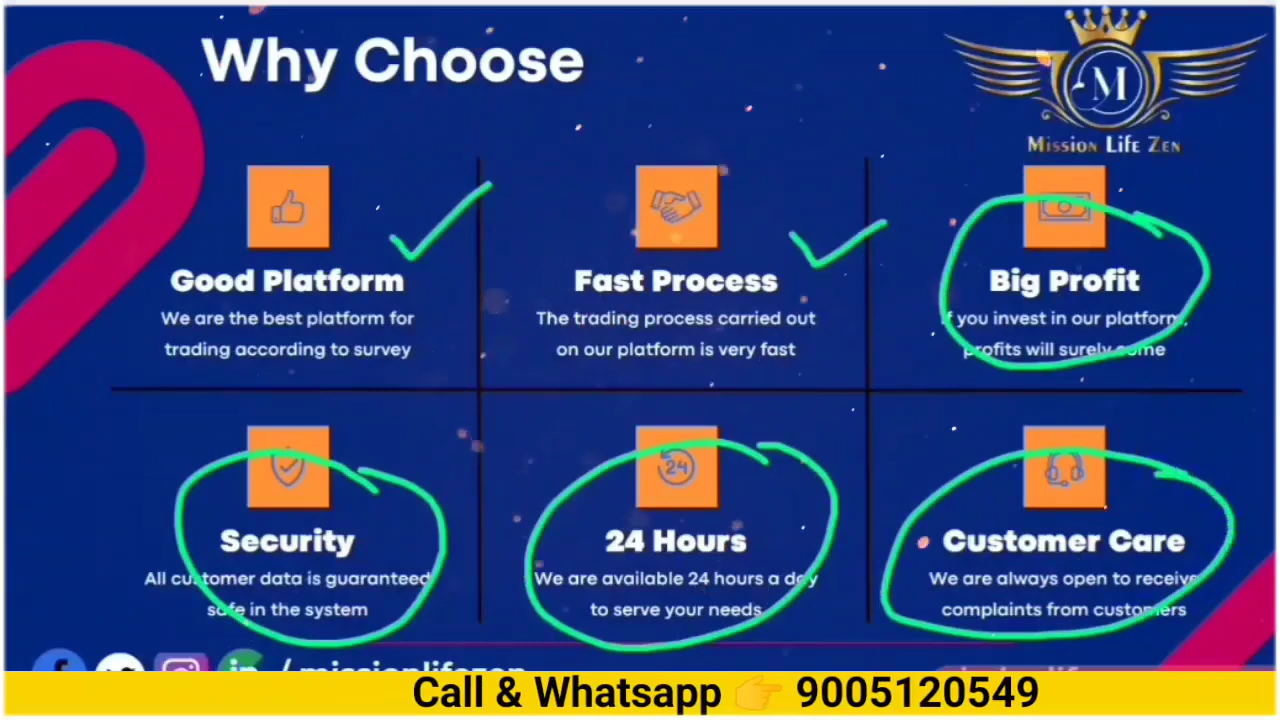 Why Choose
M
Mission Life Zen
Good Platform
We are the best platform for
trading according to survey
Fast Process
The trading process carried out
on our platform is very fast
Big Profit
If you invest in our platform,
profits will surely come
Security
All customer data is guaranteed
safe in the system
24
24 Hours
We are available 24 hours a day
to serve your needs
Customer Care
We are always open to receive
complaints from customers
/ missionlifezen
Call & Whatsapp 👉 9005120549